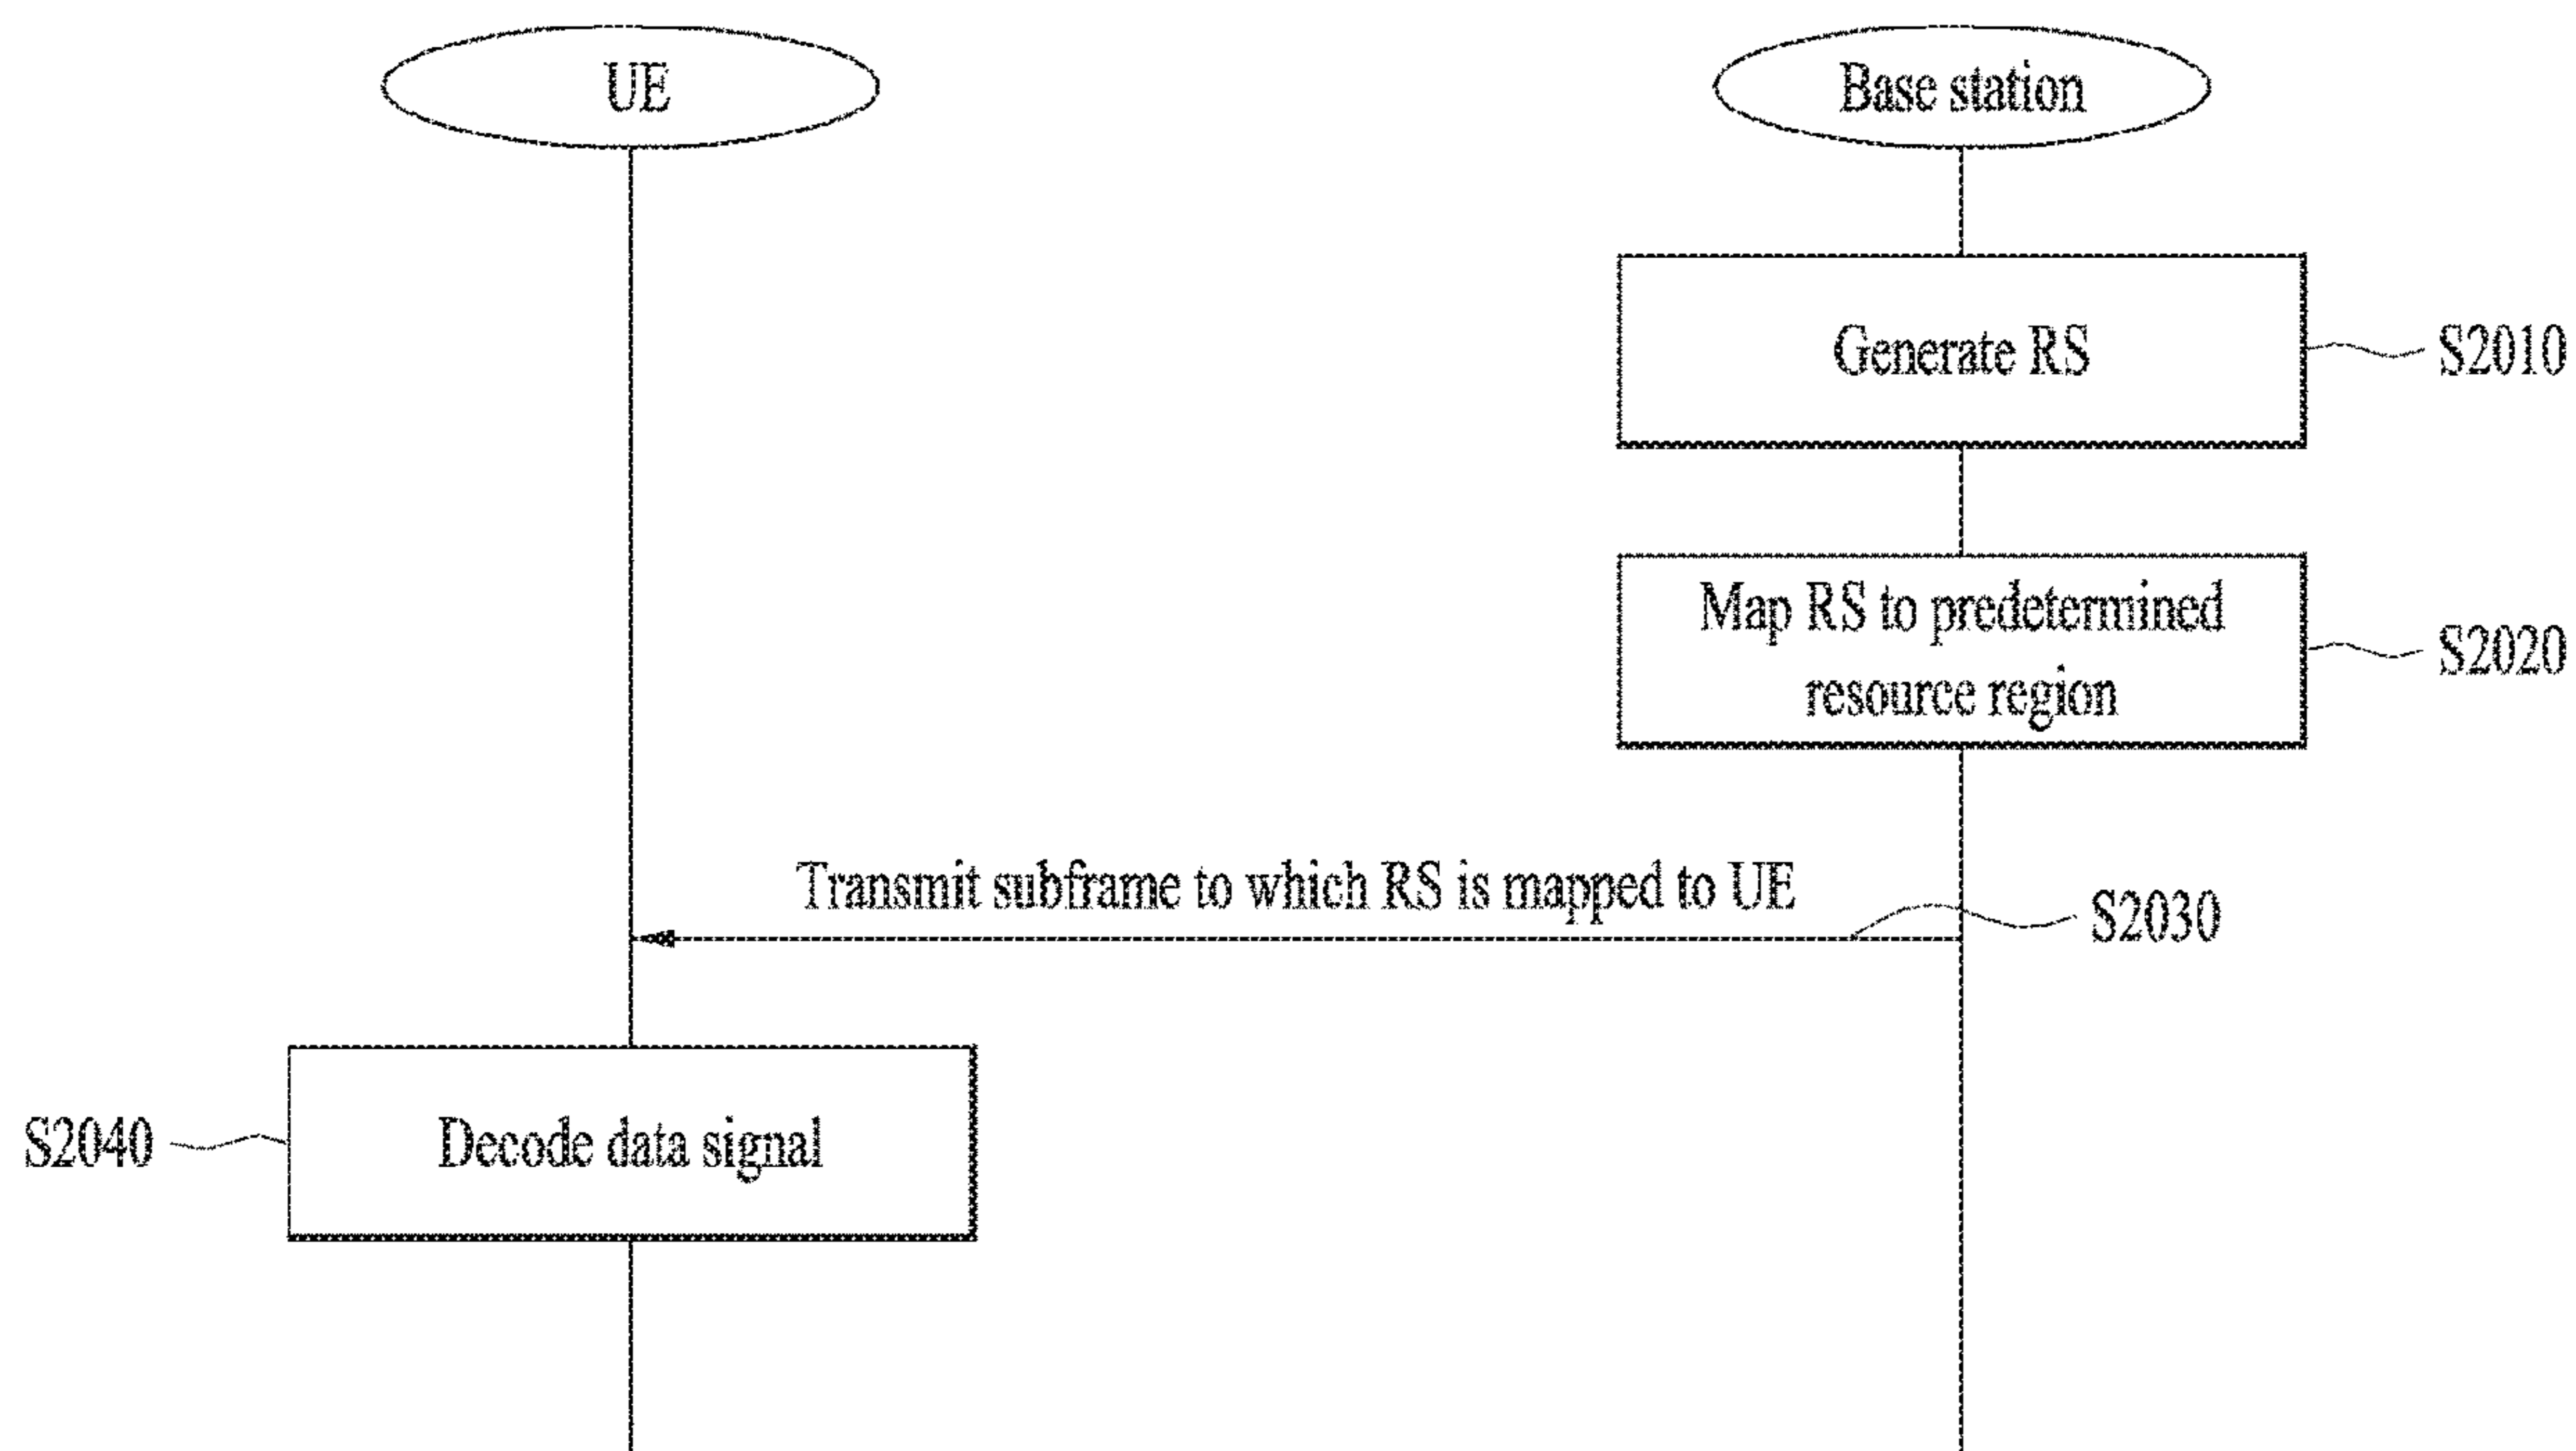 UE
Base station
Generate RS
S2010
Map RS to predetermined
resource region
S2020
Transmit subframe to which RS is mapped to UE
S2030
S2040
Decode data signal